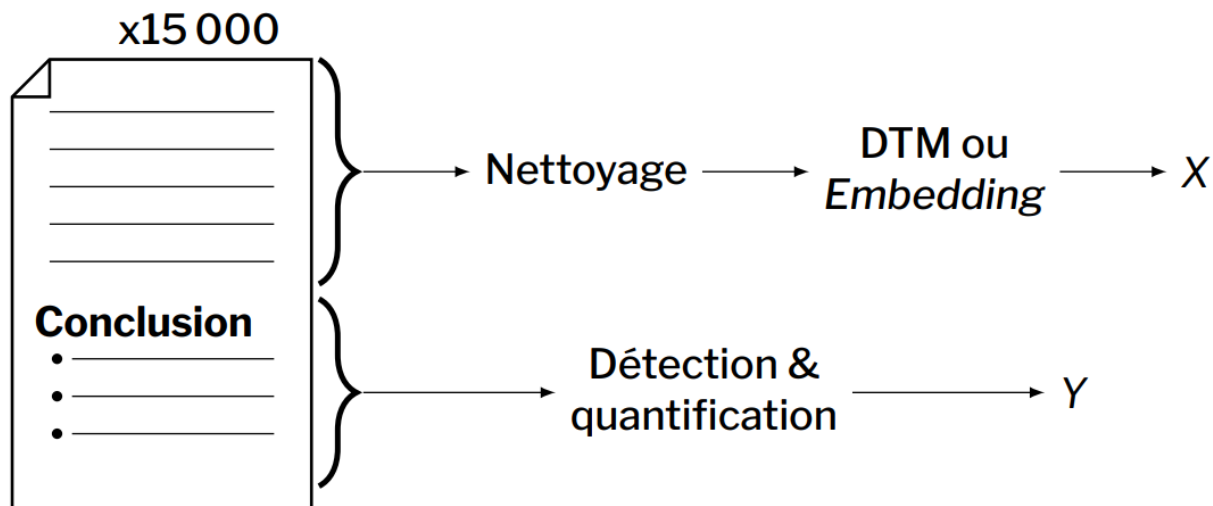 x15 000
Nettoyage
DTM ou
Embedding
X
Conclusion
Détection &
quantification
Y